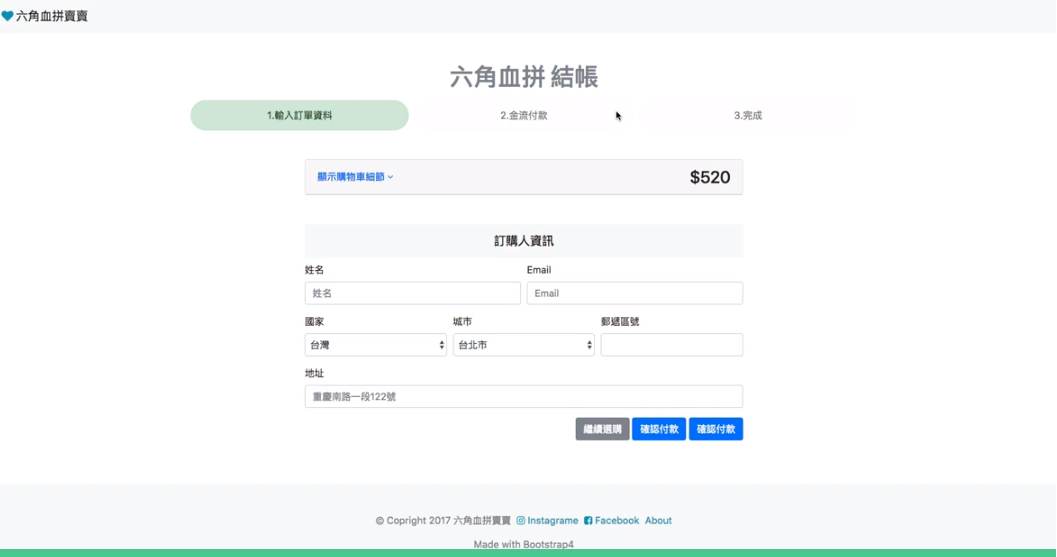 六角血拼賣賣
六角血拼 結帳
1.輸入訂單資料 2.金流付款 3.完成
顯示購物車細節 $520
訂購人資訊
姓名 Email
姓名 Email
國家 城市 郵遞區號
台灣 台北市
地址
重慶南路一段122號
繼續選購 確認付款 確認付款
© Copright 2017 六角血拼賣賣 Instagrame Facebook About
Made with Bootstrap4